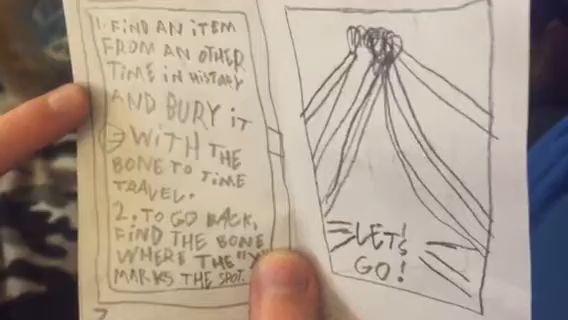 1. FIND AN ITEM
FROM AN OTHER
TIME IN HISTORY
AND BURY IT
WITH THE
BONE TO TIME
TRAVEL.
2. TO GO BACK,
FIND THE BONE
WHERE THE "Y"
MARKS THE SPOT.
LET'S
GO!